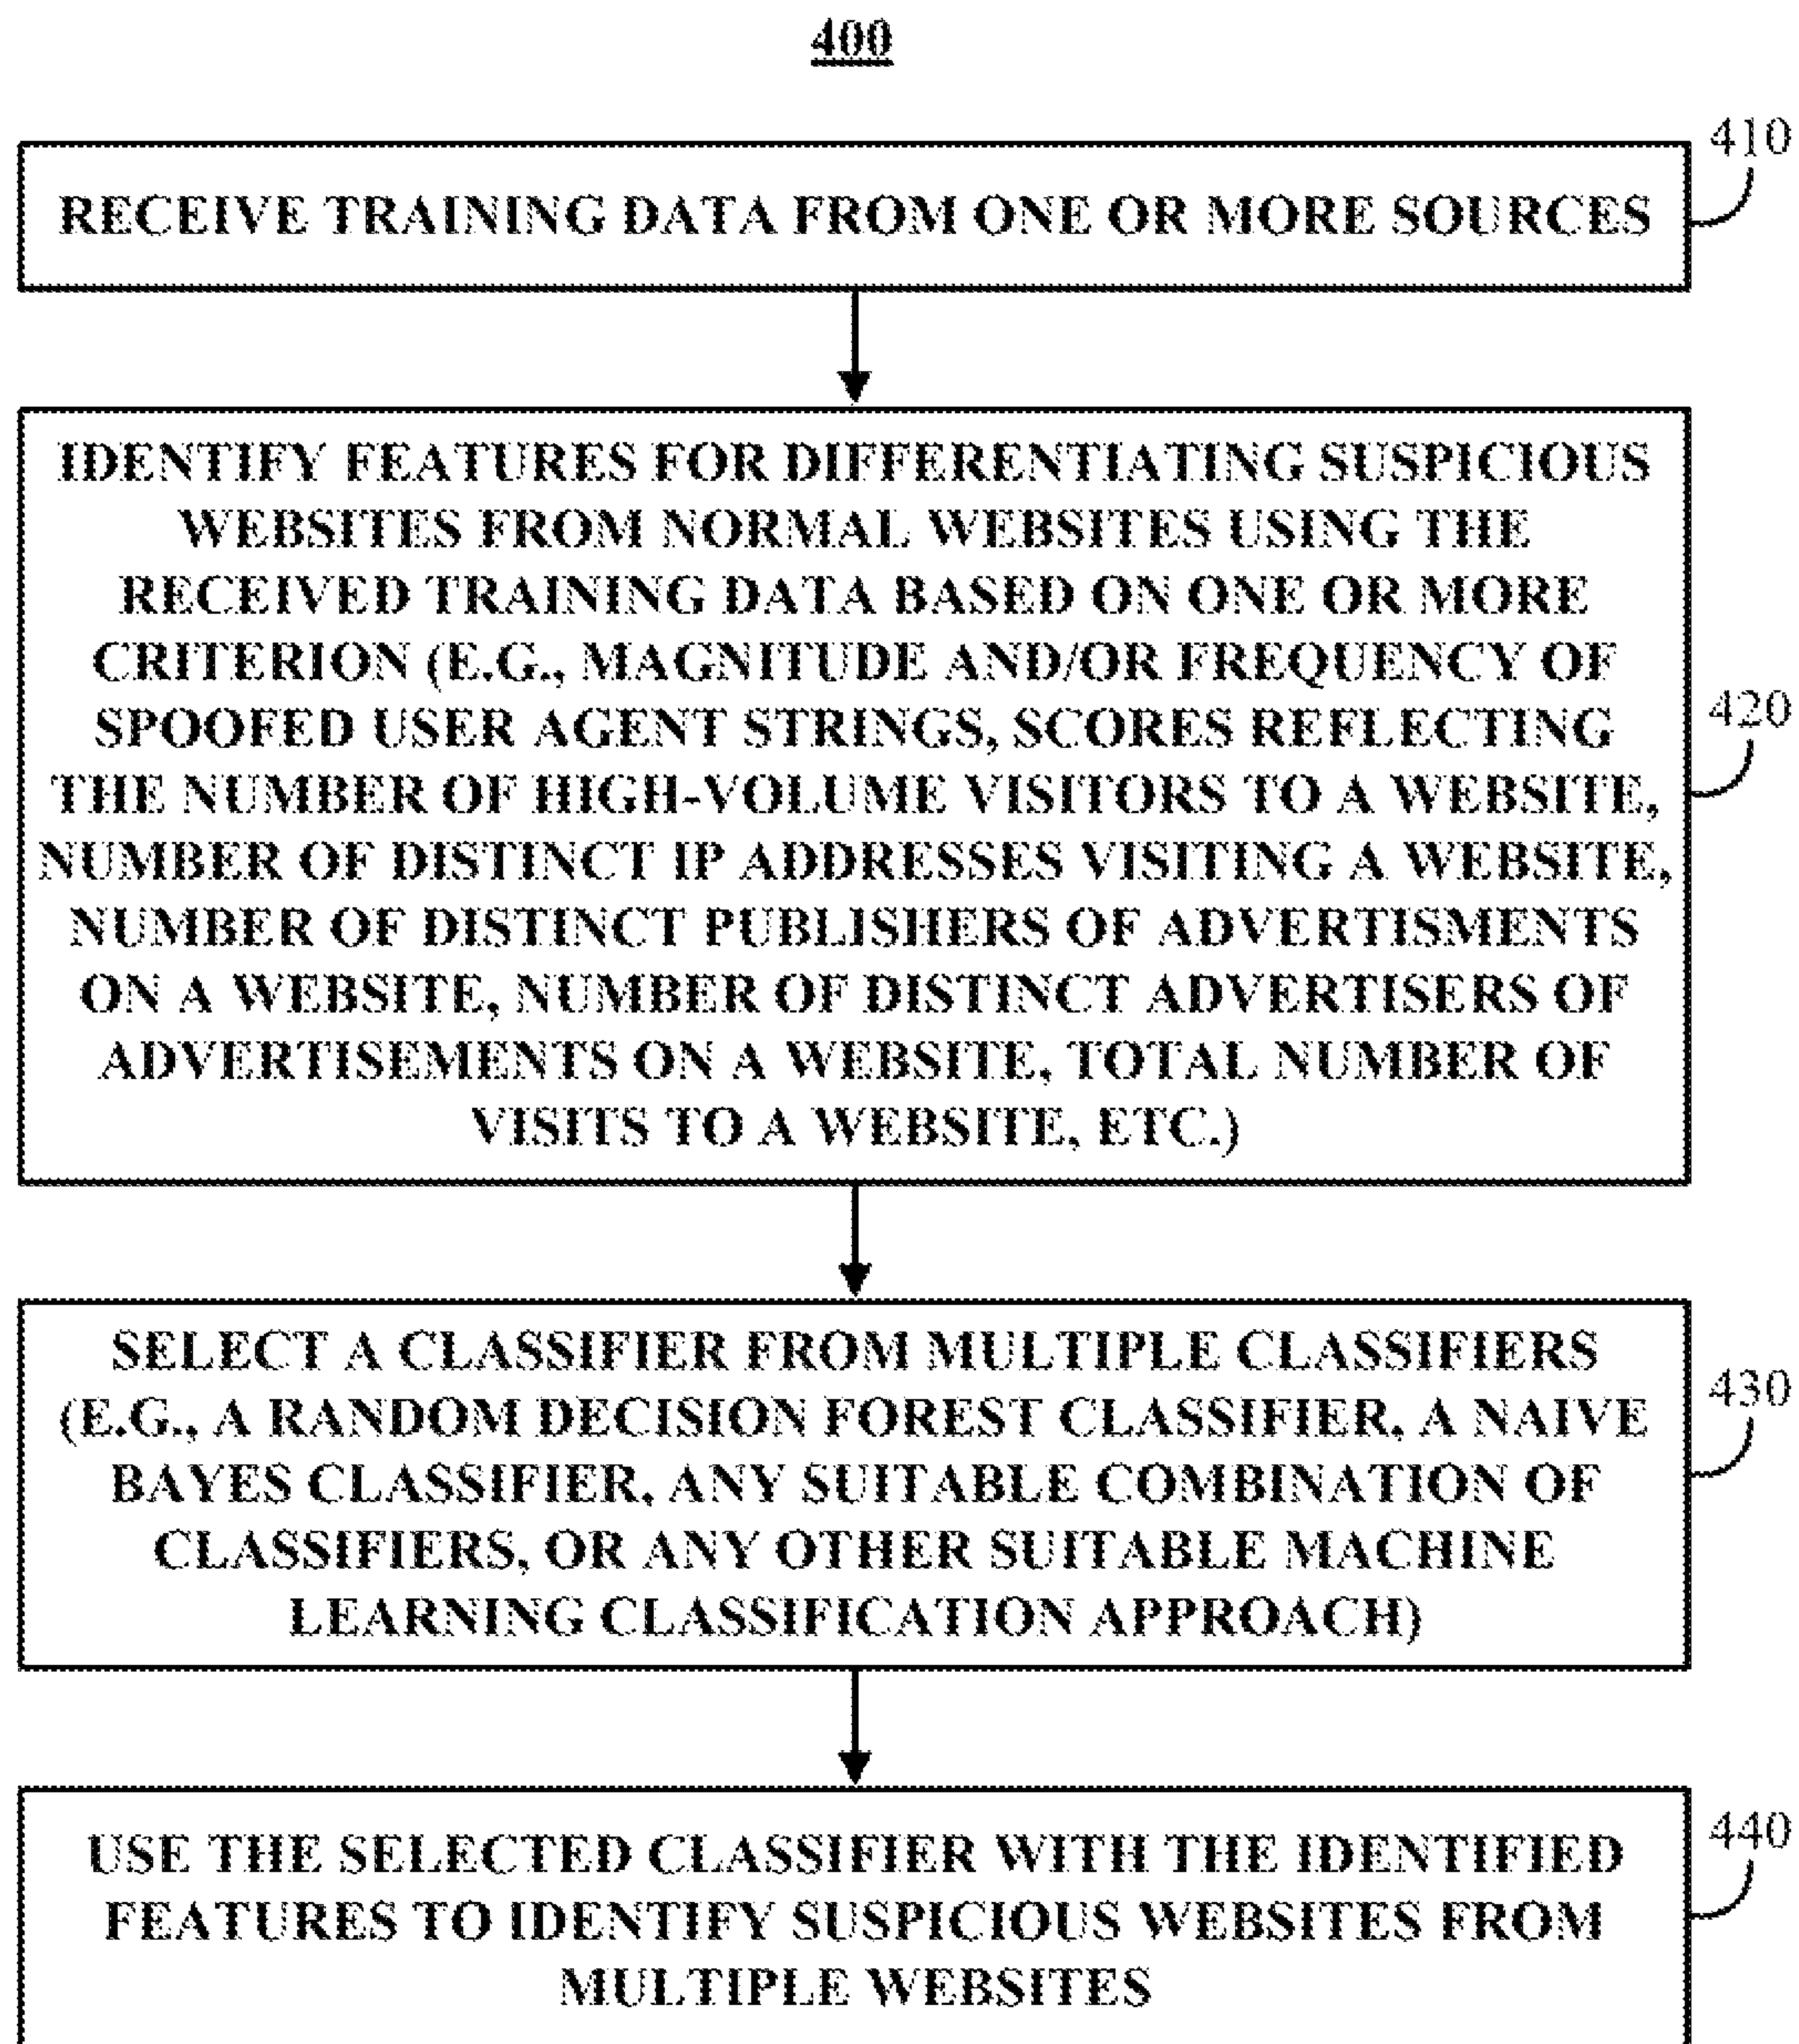 400
410
RECEIVE TRAINING DATA FROM ONE OR MORE SOURCES
IDENTIFY FEATURES FOR DIFFERENTIATING SUSPICIOUS
WEBSITES FROM NORMAL WEBSITES USING THE
RECEIVED TRAINING DATA BASED ON ONE OR MORE
CRITERION (E.G., MAGNITUDE AND/OR FREQUENCY OF
SPOOFED USER AGENT STRINGS, SCORES REFLECTING
420
THE NUMBER OF HIGH-VOLUME VISITORS TO A WEBSITE,
NUMBER OF DISTINCT IP ADDRESSES VISITING A WEBSITE,
NUMBER OF DISTINCT PUBLISHERS OF ADVERTISMENTS
ON A WEBSITE, NUMBER OF DISTINCT ADVERTISERS OF
ADVERTISEMENTS ON A WEBSITE, TOTAL NUMBER OF
VISITS TO A WEBSITE, ETC.)
SELECT A CLASSIFIER FROM MULTIPLE CLASSIFIERS
430
(E.G., A RANDOM DECISION FOREST CLASSIFIER, A NAIVE
BAYES CLASSIFIER, ANY SUITABLE COMBINATION OF
CLASSIFIERS, OR ANY OTHER SUITABLE MACHINE
LEARNING CLASSIFICATION APPROACH)
440
USE THE SELECTED CLASSIFIER WITH THE IDENTIFIED
FEATURES TO IDENTIFY SUSPICIOUS WEBSITES FROM
MULTIPLE WEBSITES